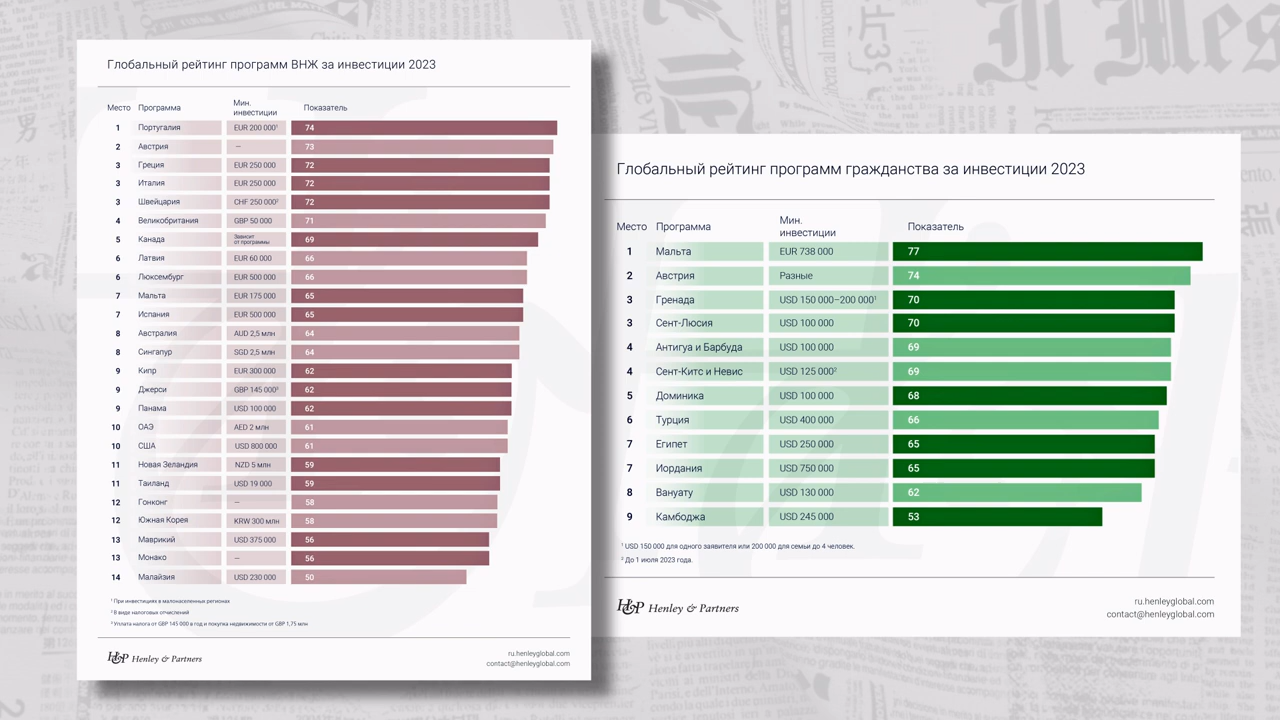 Глобальный рейтинг программ ВНЖ за инвестиции 2023
Место Программа Мин. инвестиции Показатель
1 Португалия EUR 200 000¹ 74
2 Австрия – 73
3 Греция EUR 250 000 72
3 Италия EUR 250 000 72
3 Швейцария CHF 250 000² 72
4 Великобритания GBP 50 000 71
5 Канада Зависит от программы 69
6 Латвия EUR 60 000 66
6 Люксембург EUR 500 000 66
7 Мальта EUR 175 000 65
7 Испания EUR 500 000 65
8 Австралия AUD 2,5 млн 64
8 Сингапур SGD 2,5 млн 64
9 Кипр EUR 300 000 62
9 Джерси GBP 145 000³ 62
9 Панама USD 100 000 62
10 ОАЭ AED 2 млн 61
10 США USD 800 000 61
11 Новая Зеландия NZD 5 млн 59
11 Таиланд USD 19 000 59
12 Гонконг – 58
12 Южная Корея KRW 300 млн 58
13 Маврикий USD 375 000 56
13 Монако – 56
14 Малайзия USD 230 000 50
¹ При инвестициях в малонаселенных регионах
² В виде налоговых отчислений
³ Уплата налога от GBP 145 000 в год и покупка недвижимости от GBP 1,75 млн
H&P Henley & Partners
ru.henleyglobal.com
contact@henleyglobal.com
Глобальный рейтинг программ гражданства за инвестиции 2023
Место Программа Мин. инвестиции Показатель
1 Мальта EUR 738 000 77
2 Австрия Разные 74
3 Гренада USD 150 000–200 000¹ 70
3 Сент-Люсия USD 100 000 70
4 Антигуа и Барбуда USD 100 000 69
4 Сент-Китс и Невис USD 125 000² 69
5 Доминика USD 100 000 68
6 Турция USD 400 000 66
7 Египет USD 250 000 65
7 Иордания USD 750 000 65
8 Вануату USD 130 000 62
9 Камбоджа USD 245 000 53
¹ USD 150 000 для одного заявителя или 200 000 для семьи до 4 человек.
² До 1 июля 2023 года.
H&P Henley & Partners
ru.henleyglobal.com
contact@henleyglobal.com
Il Mes